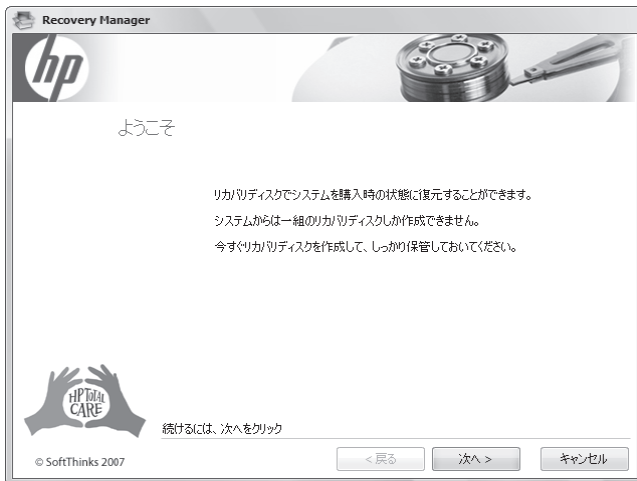 Recovery Manager
hp
ようこそ
リカバリディスクでシステムを購入時の状態に復元することができます。
システムからは一組のリカバリディスクしか作成できません。
今すぐリカバリディスクを作成して、しっかり保管しておいてください。
HP TOTAL
CARE
続けるには、次へをクリック
© SoftThinks 2007
< 戻る
次へ >
キャンセル